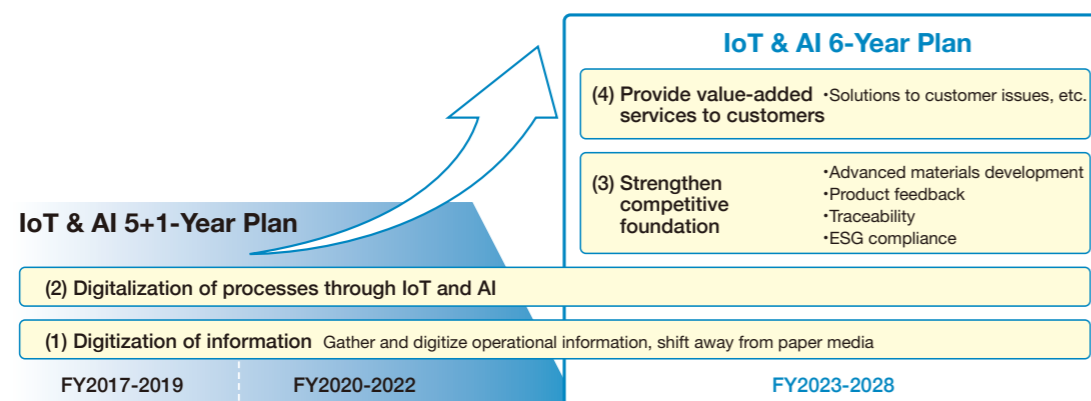 IoT & AI 6-Year Plan
(4) Provide value-added services to customers
•Solutions to customer issues, etc.
(3) Strengthen competitive foundation
•Advanced materials development
•Product feedback
•Traceability
•ESG compliance
IoT & AI 5+1-Year Plan
(2) Digitalization of processes through IoT and AI
(1) Digitization of information Gather and digitize operational information, shift away from paper media
FY2017-2019
FY2020-2022
FY2023-2028